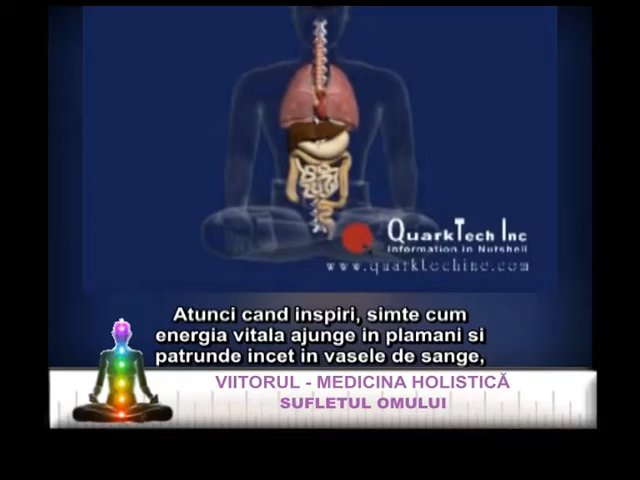 QuarkTech Inc
Information in Nutshell
www.quarktechinc.com
Atunci cand inspiri, simte cum
energia vitala ajunge in plamani si
patrunde incet in vasele de sange,
VIITORUL - MEDICINA HOLISTICĂ
SUFLETUL OMULUI